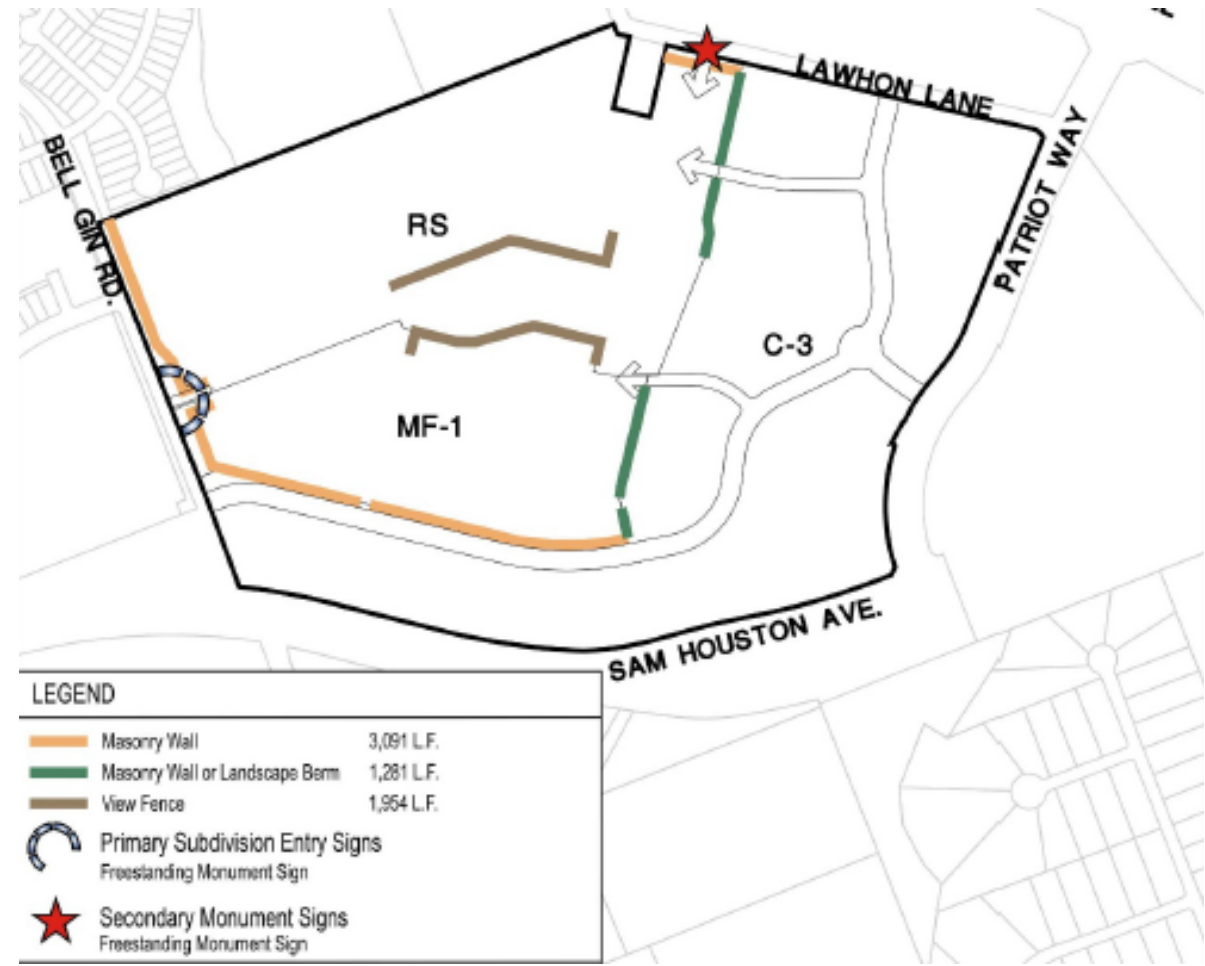 LAWHON LANE
BELL GIN RD.
PATRIOT WAY
RS
C-3
MF-1
SAM HOUSTON AVE.
LEGEND
Masonry Wall 3,091 L.F.
Masonry Wall or Landscape Berm 1,281 L.F.
View Fence 1,954 L.F.
Primary Subdivision Entry Signs
Freestanding Monument Sign
Secondary Monument Signs
Freestanding Monument Sign